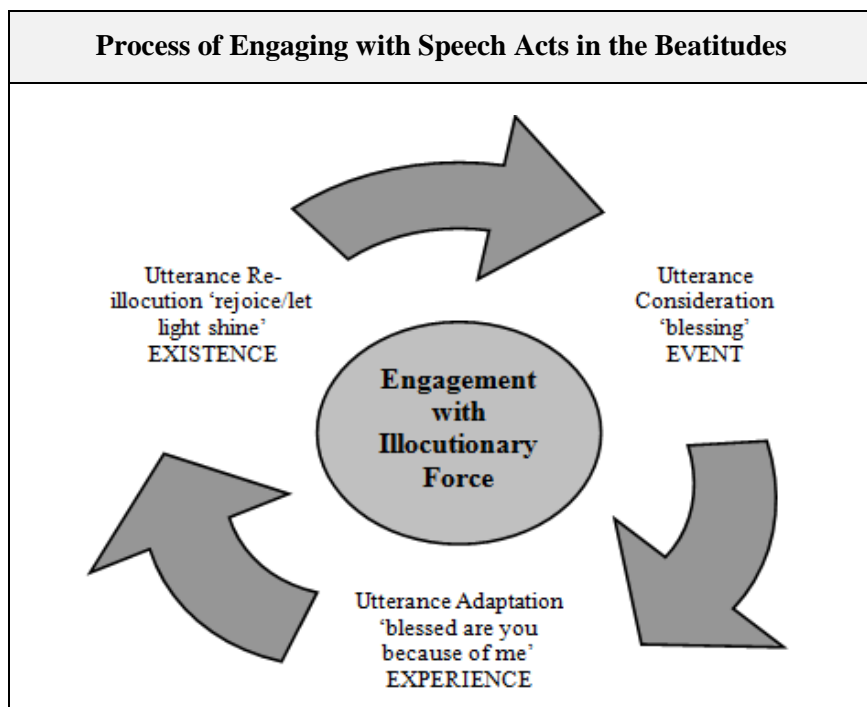 Process of Engaging with Speech Acts in the Beatitudes
Utterance Re-
illocution ‘rejoice/let
light shine’
EXISTENCE
Utterance
Consideration
‘blessing’
EVENT
Engagement
with
Illocutionary
Force
Utterance Adaptation
‘blessed are you
because of me’
EXPERIENCE